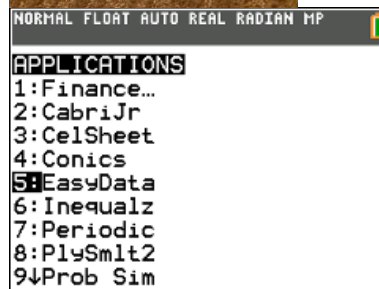 NORMAL FLOAT AUTO REAL RADIAN MP
APPLICATIONS
1:Finance…
2:CabriJr
3:CelSheet
4:Conics
5:EasyData
6:Inequalz
7:Periodic
8:PlySmlt2
9↓Prob Sim